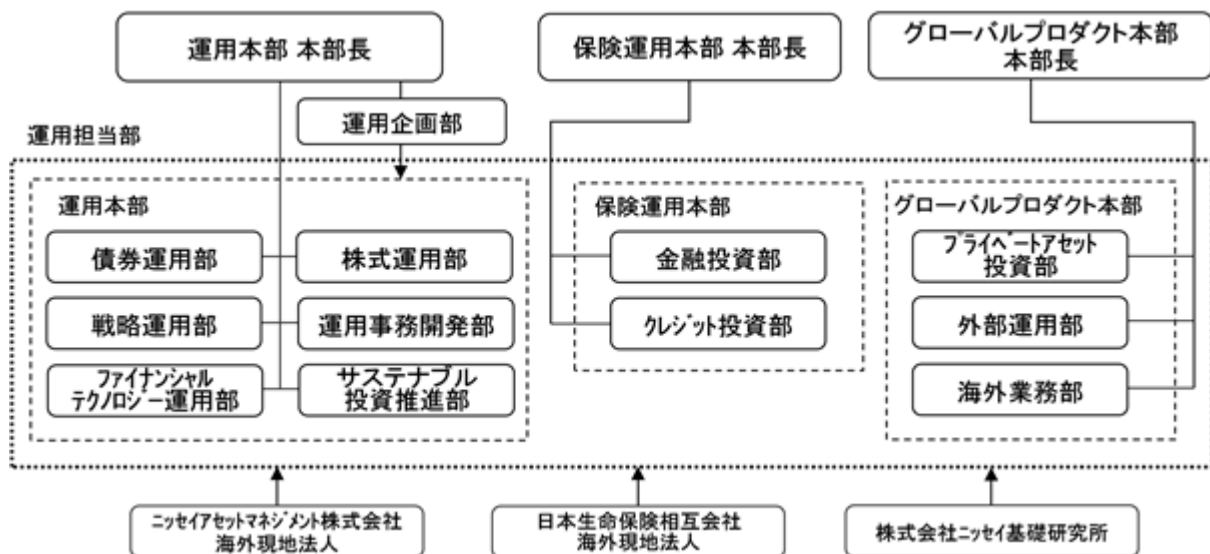 運用本部 本部長
保険運用本部 本部長
グローバルプロダクト本部
本部長
運用企画部
運用担当部
運用本部
債券運用部
株式運用部
戦略運用部
運用事務開発部
ファイナンシャル
テクノロジー運用部
サステナブル
投資推進部
保険運用本部
金融投資部
クレジット投資部
グローバルプロダクト本部
プライベートアセット
投資部
外部運用部
海外業務部
ニッセイアセットマネジメント株式会社
海外現地法人
日本生命保険相互会社
海外現地法人
株式会社ニッセイ基礎研究所